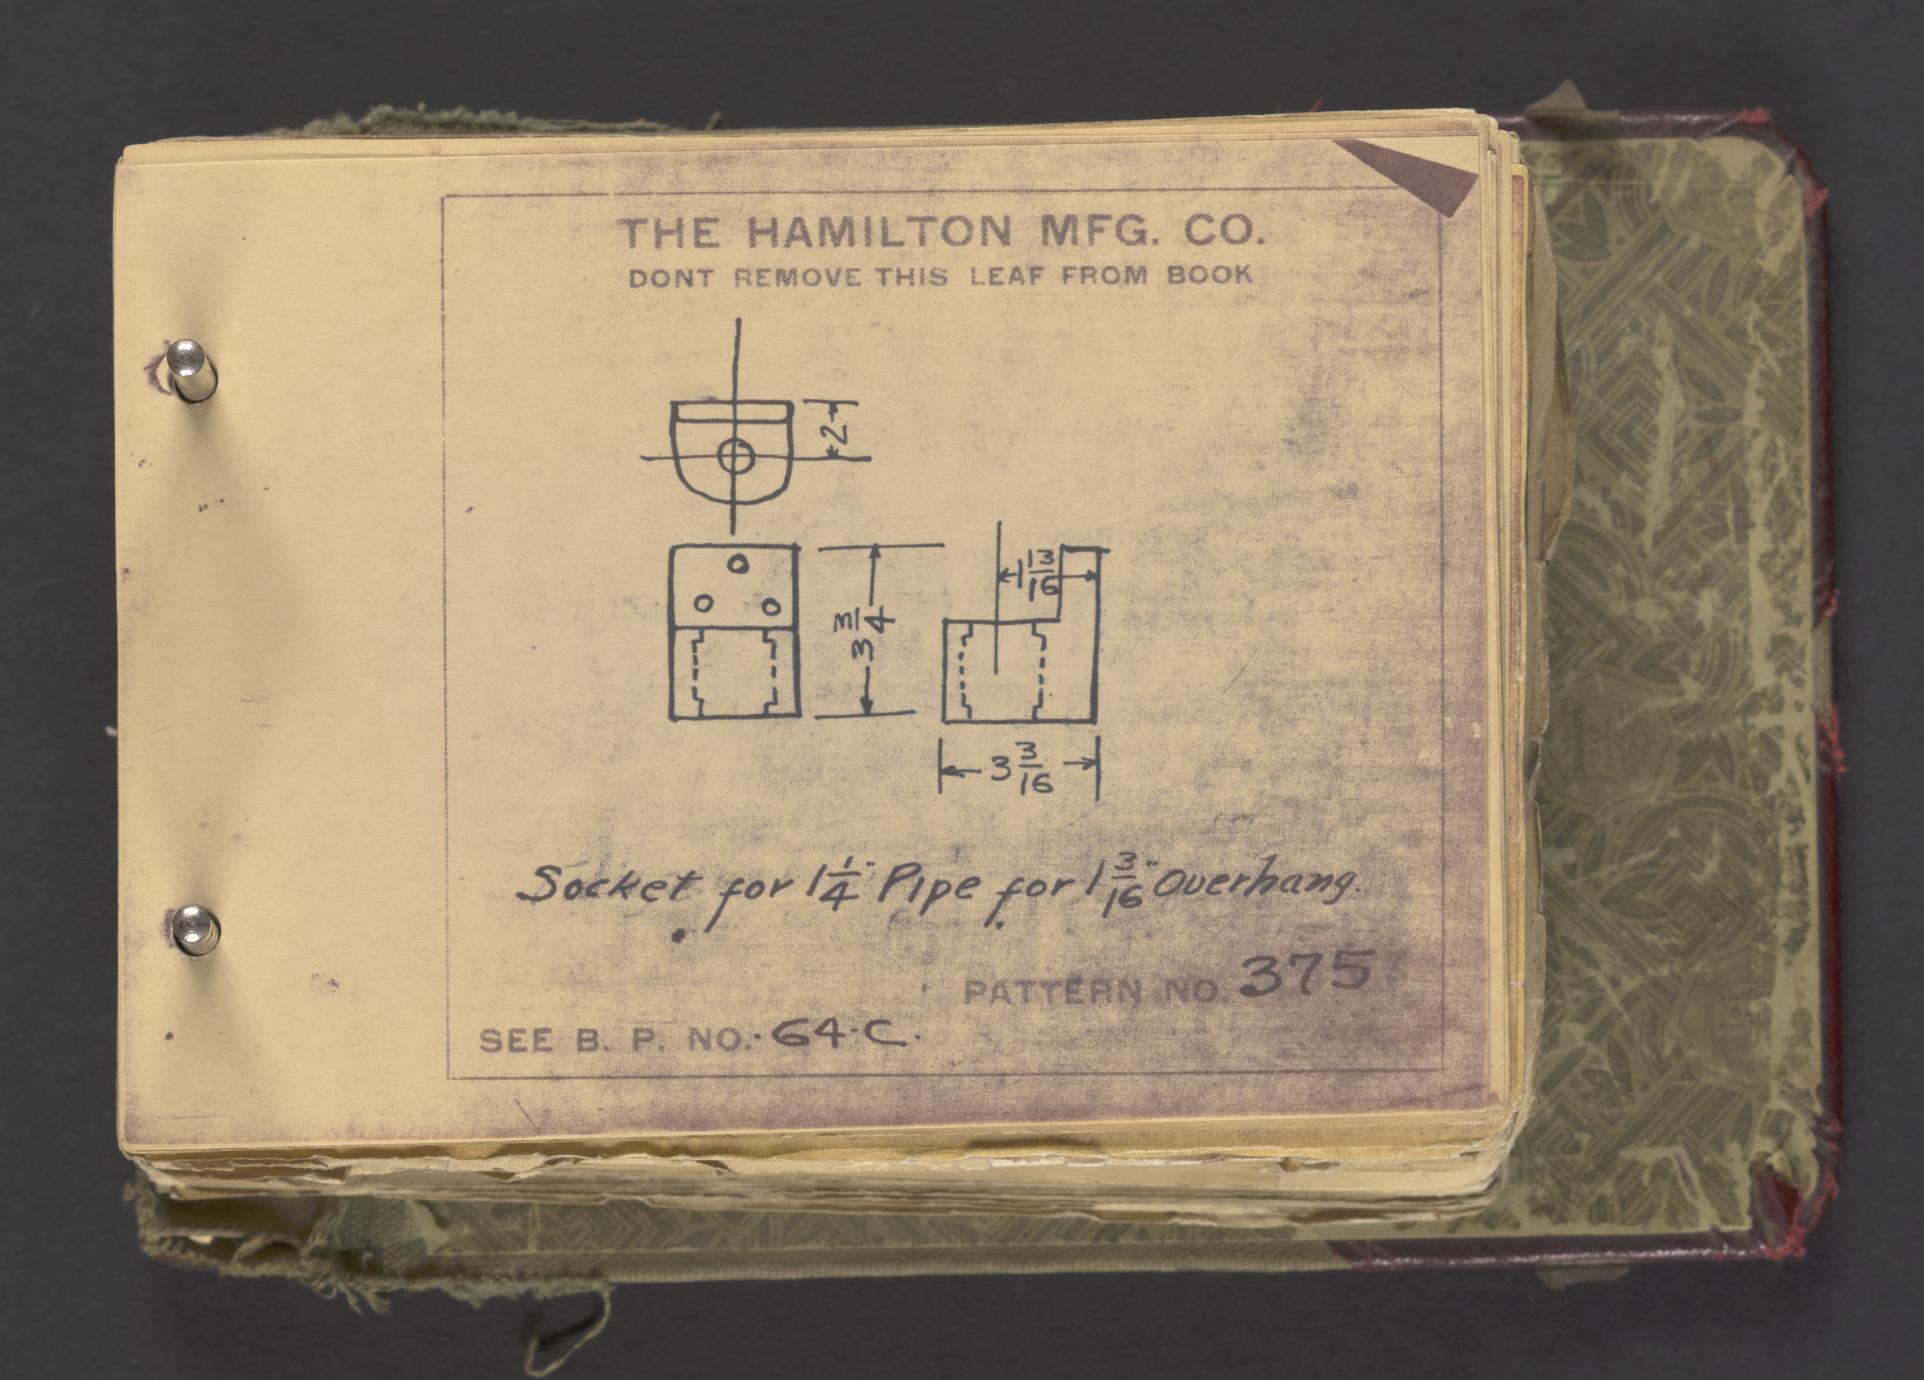 THE HAMILTON MFG. CO.
DONT REMOVE THIS LEAF FROM BOOK
2
1 13/16
3 3/4
3 3/16
Socket for 1 1/4" Pipe for 1 3/16" Overhang.
PATTERN NO. 375
SEE B. P. NO. 64-C.